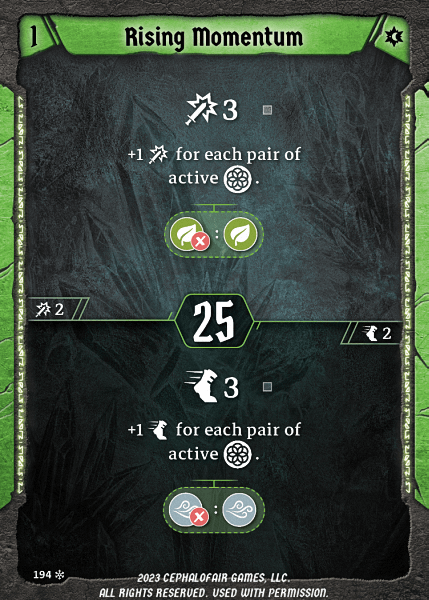 1
Rising Momentum
3
+1 for each pair of
active .
:
2
25
2
3
+1 for each pair of
active .
:
194
2023 CEPHALOFAIR GAMES, LLC.
ALL RIGHTS RESERVED. USED WITH PERMISSION.